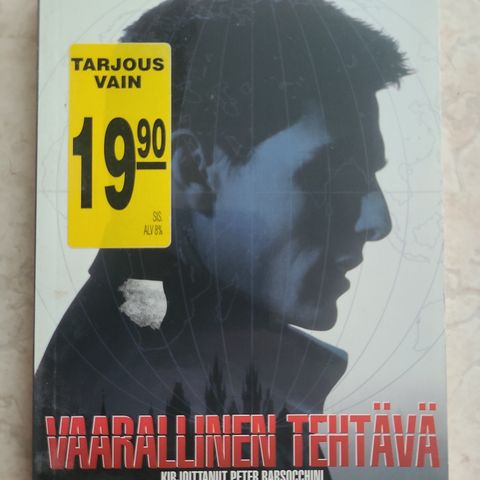 TARJOUS
VAIN
19 90
SIS.
ALV 8%
VAARALLINEN TEHTÄVÄ
KIRJOITTANUT PETER BARSOCCHINI